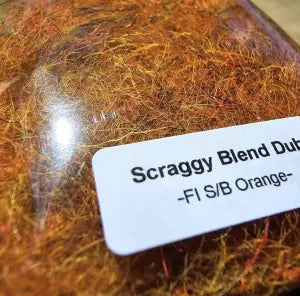 Scraggy Blend Dub
-Fl S/B Orange-